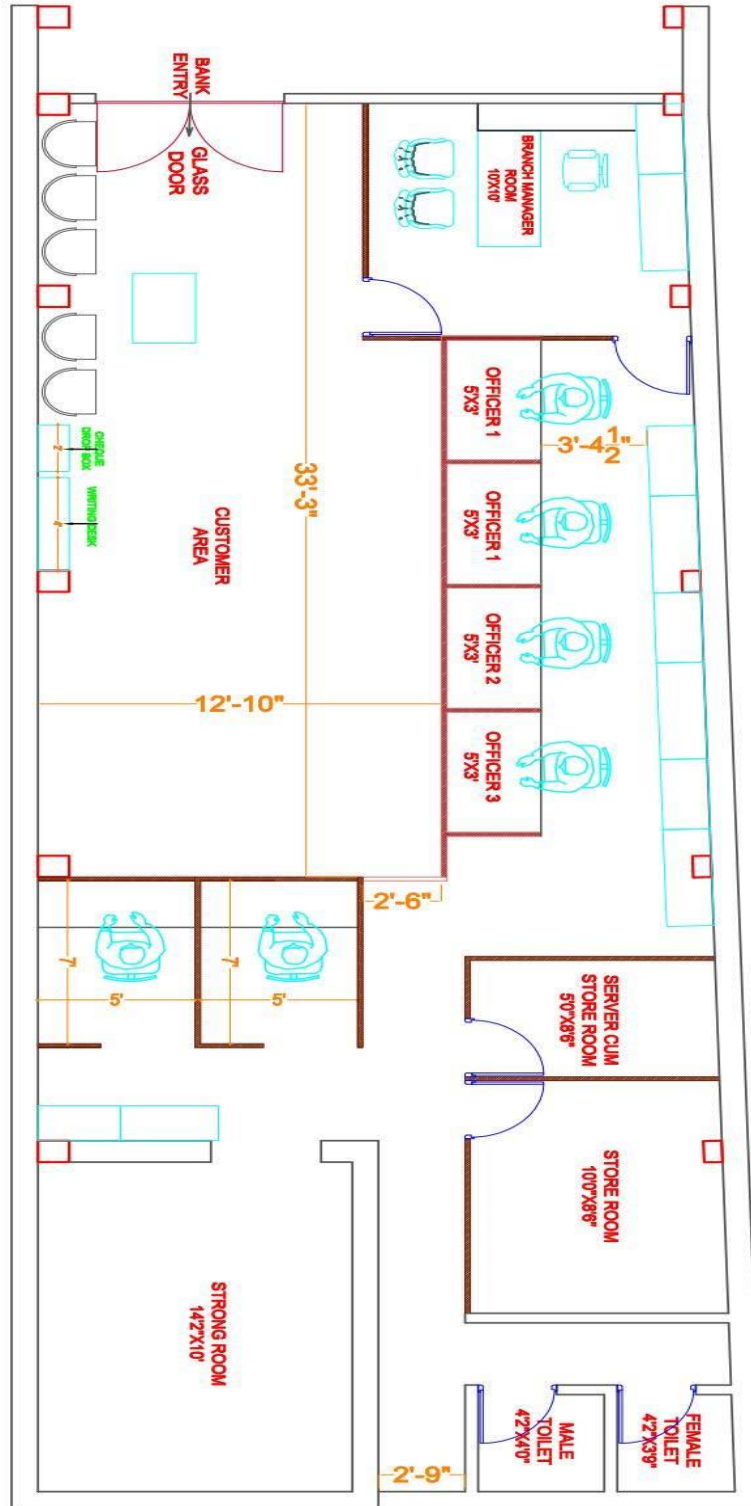 BANK
ENTRY
GLASS
DOOR
BRANCH MANAGER
ROOM
10'X10'
OFFICER 1
5'X3'
3'-4 1/2"
CHEQUE
DROP BOX
2'
WRITING DESK
4'
33'-3"
CUSTOMER
AREA
OFFICER 1
5'X3'
OFFICER 2
5'X3'
12'-10"
OFFICER 3
5'X3'
2'-6"
7'
5'
7'
5'
SERVER CUM
STORE ROOM
5'0"X8'6"
STORE ROOM
10'0"X8'6"
STRONG ROOM
14'2"X10'
MALE
TOILET
4'2"X4'0"
FEMALE
TOILET
4'2"X3'9"
2'-9"